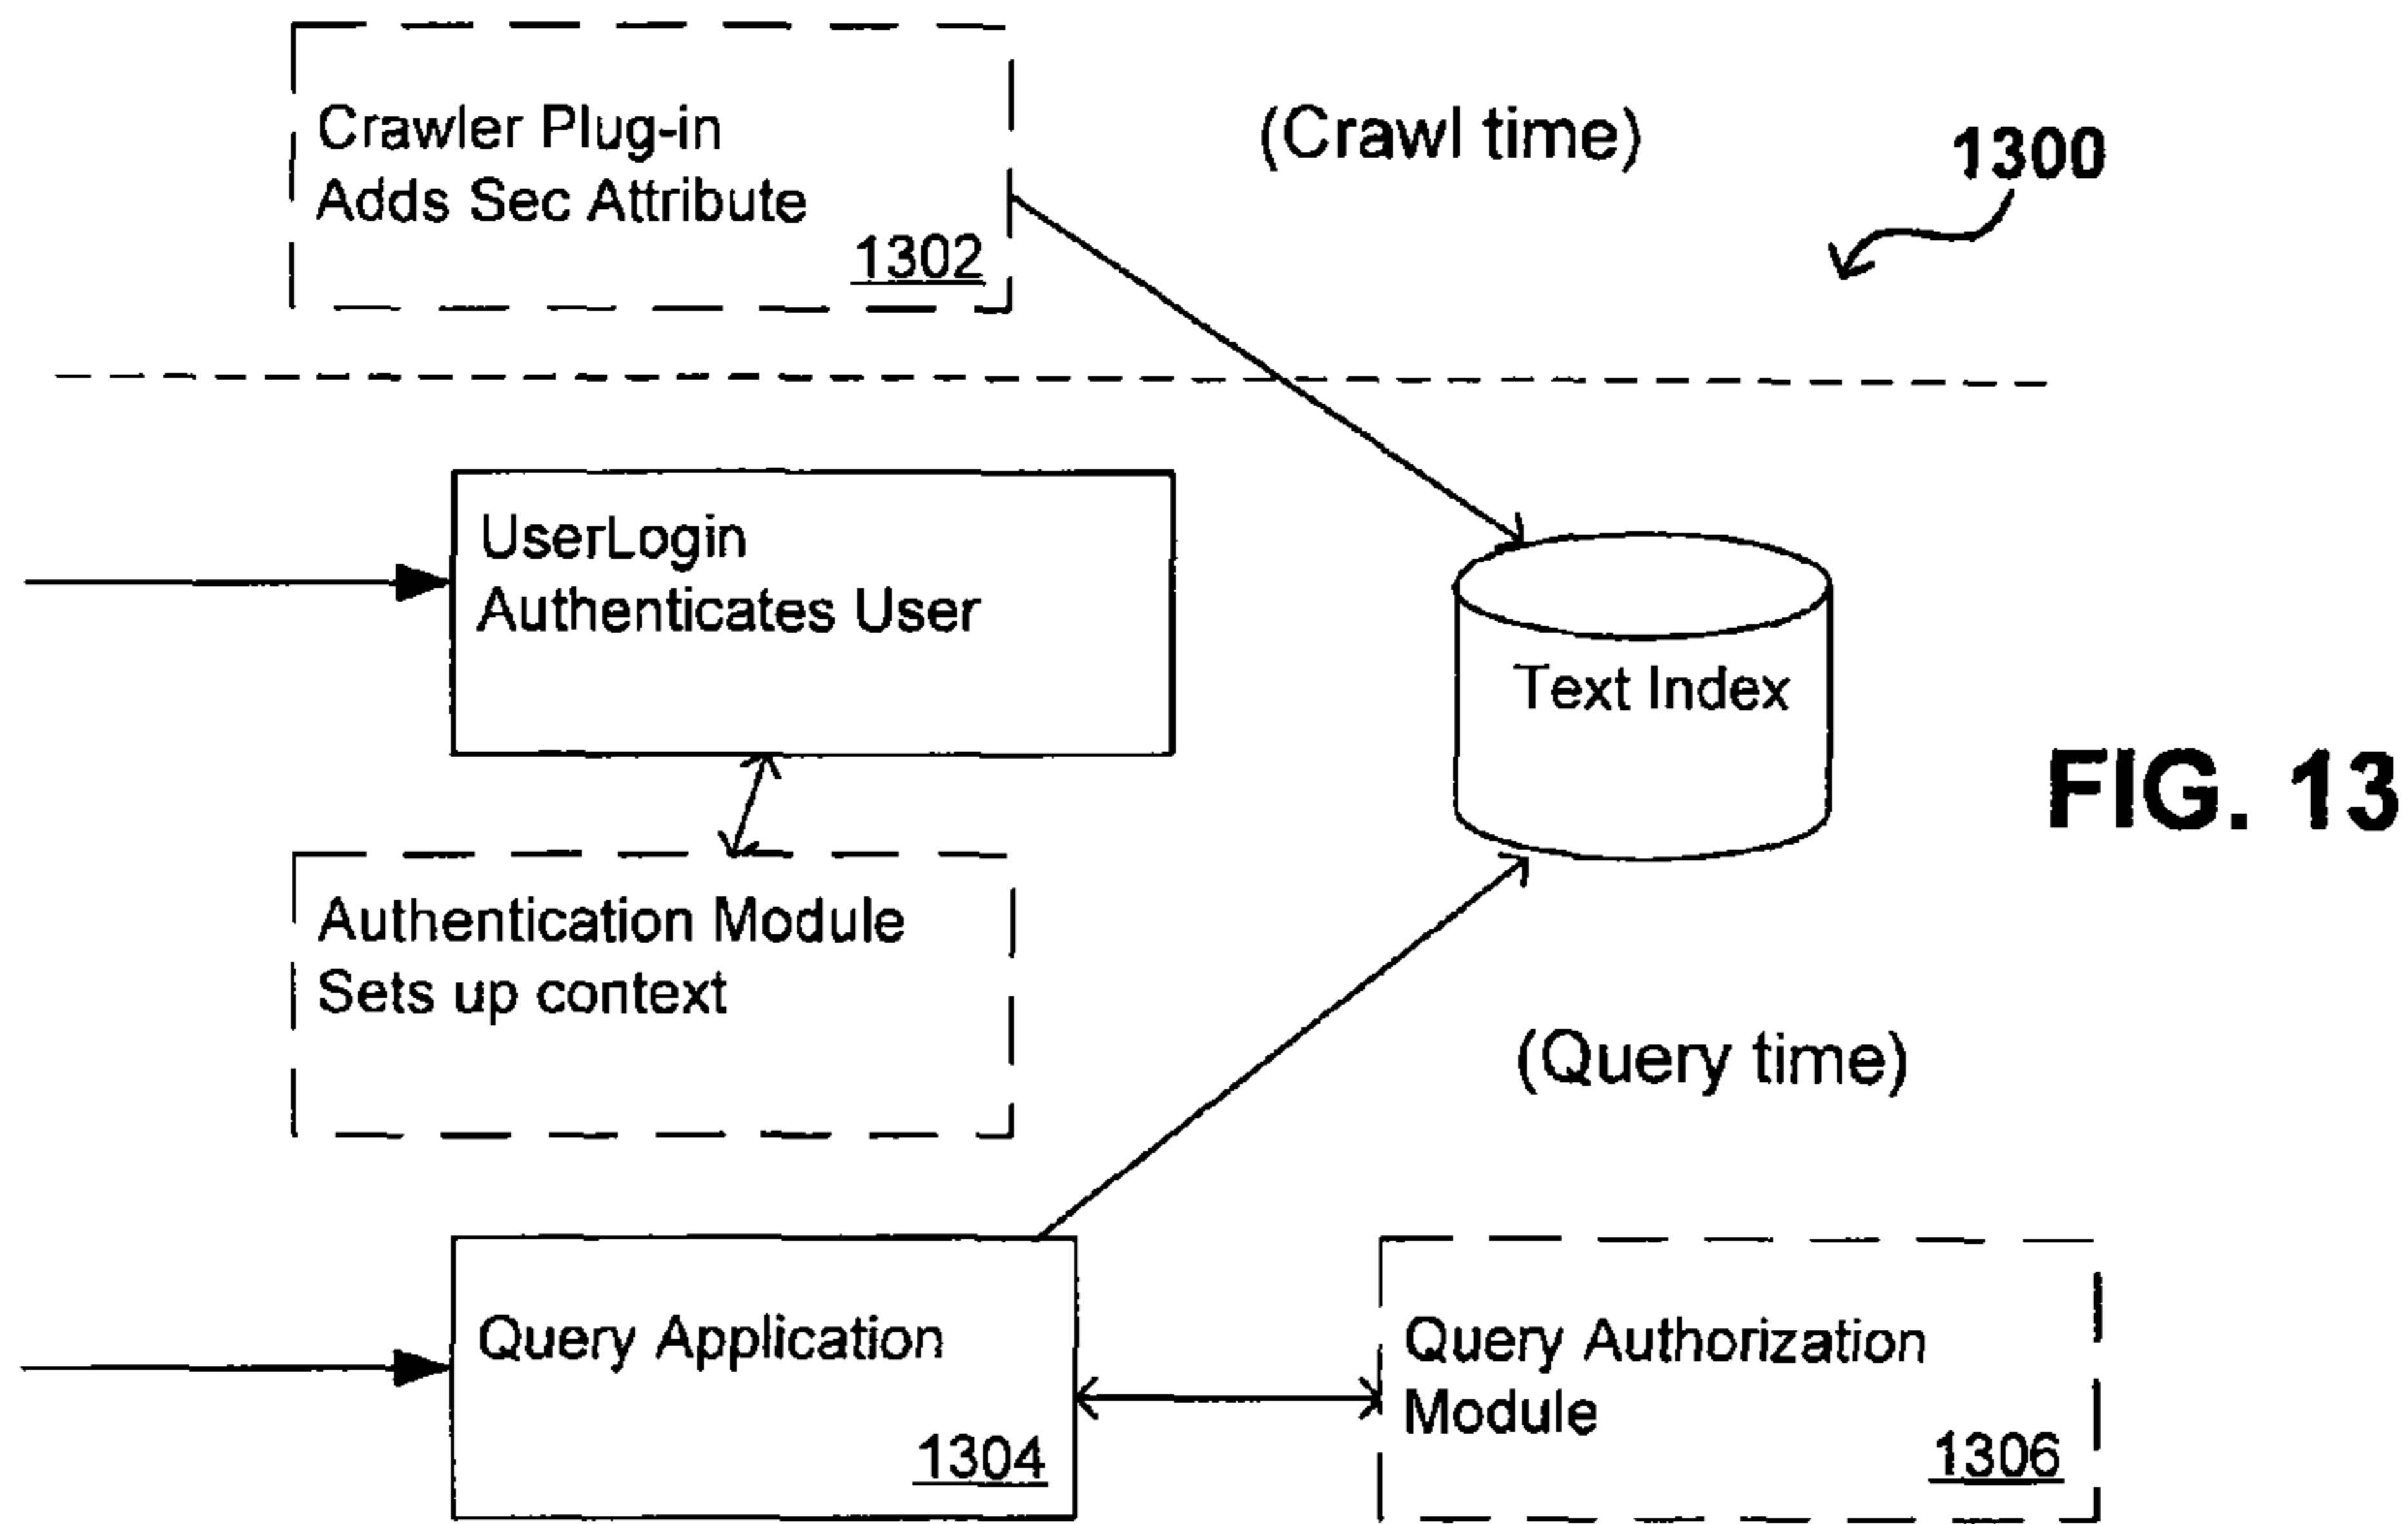 Crawler Plug-in
Adds Sec Attribute
1302
(Crawl time)
1300
UserLogin
Authenticates User
Text Index
FIG. 13
Authentication Module
Sets up context
(Query time)
Query Application
1304
Query Authorization
Module
1306